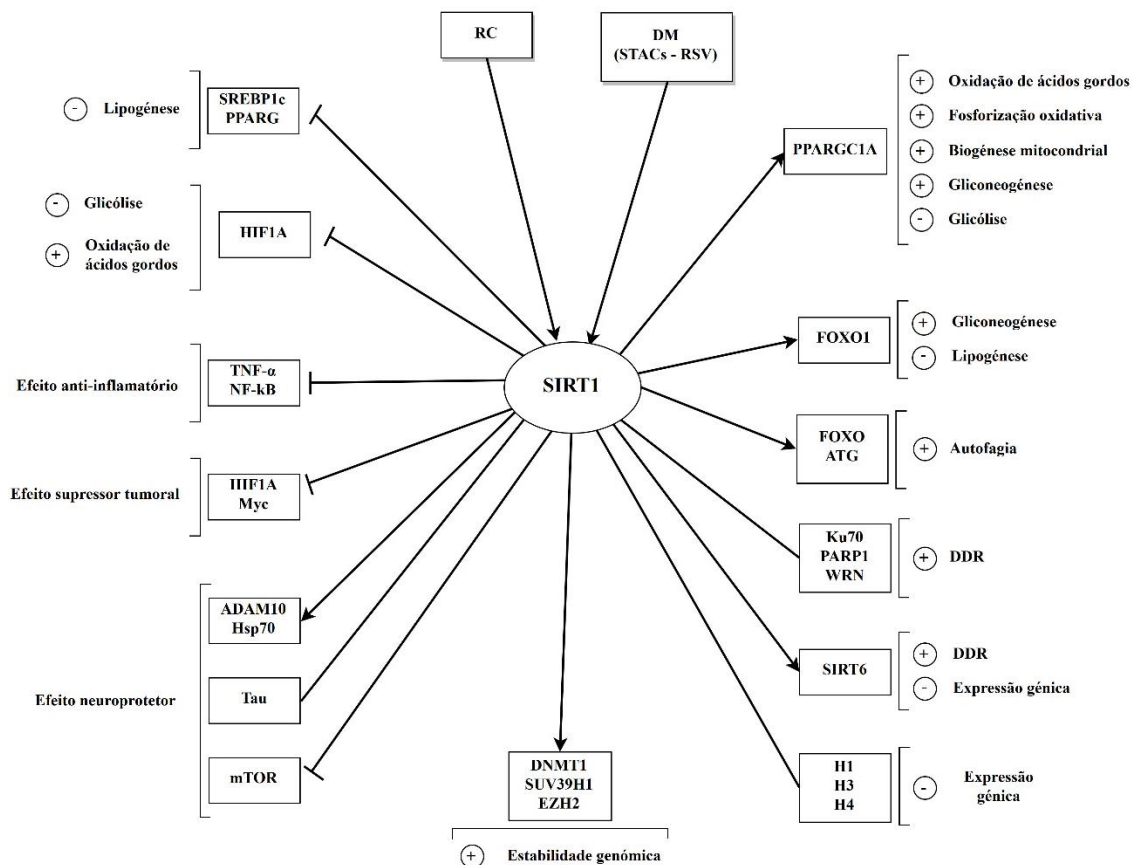 RC
DM
(STACs - RSV)
- Lipogénese
SREBP1c
PPARG
- Glicólise
+ Oxidação de
ácidos gordos
HIF1A
Efeito anti-inflamatório
TNF-α
NF-kB
Efeito supressor tumoral
HIF1A
Myc
Efeito neuroprotetor
ADAM10
Hsp70
Tau
mTOR
SIRT1
DNMT1
SUV39H1
EZH2
+ Estabilidade genómica
PPARGC1A
+ Oxidação de ácidos gordos
+ Fosforização oxidativa
+ Biogénese mitocondrial
+ Gliconeogénese
- Glicólise
FOXO1
+ Gliconeogénese
- Lipogénese
FOXO
ATG
+ Autofagia
Ku70
PARP1
WRN
+ DDR
SIRT6
+ DDR
- Expressão génica
H1
H3
H4
- Expressão
génica